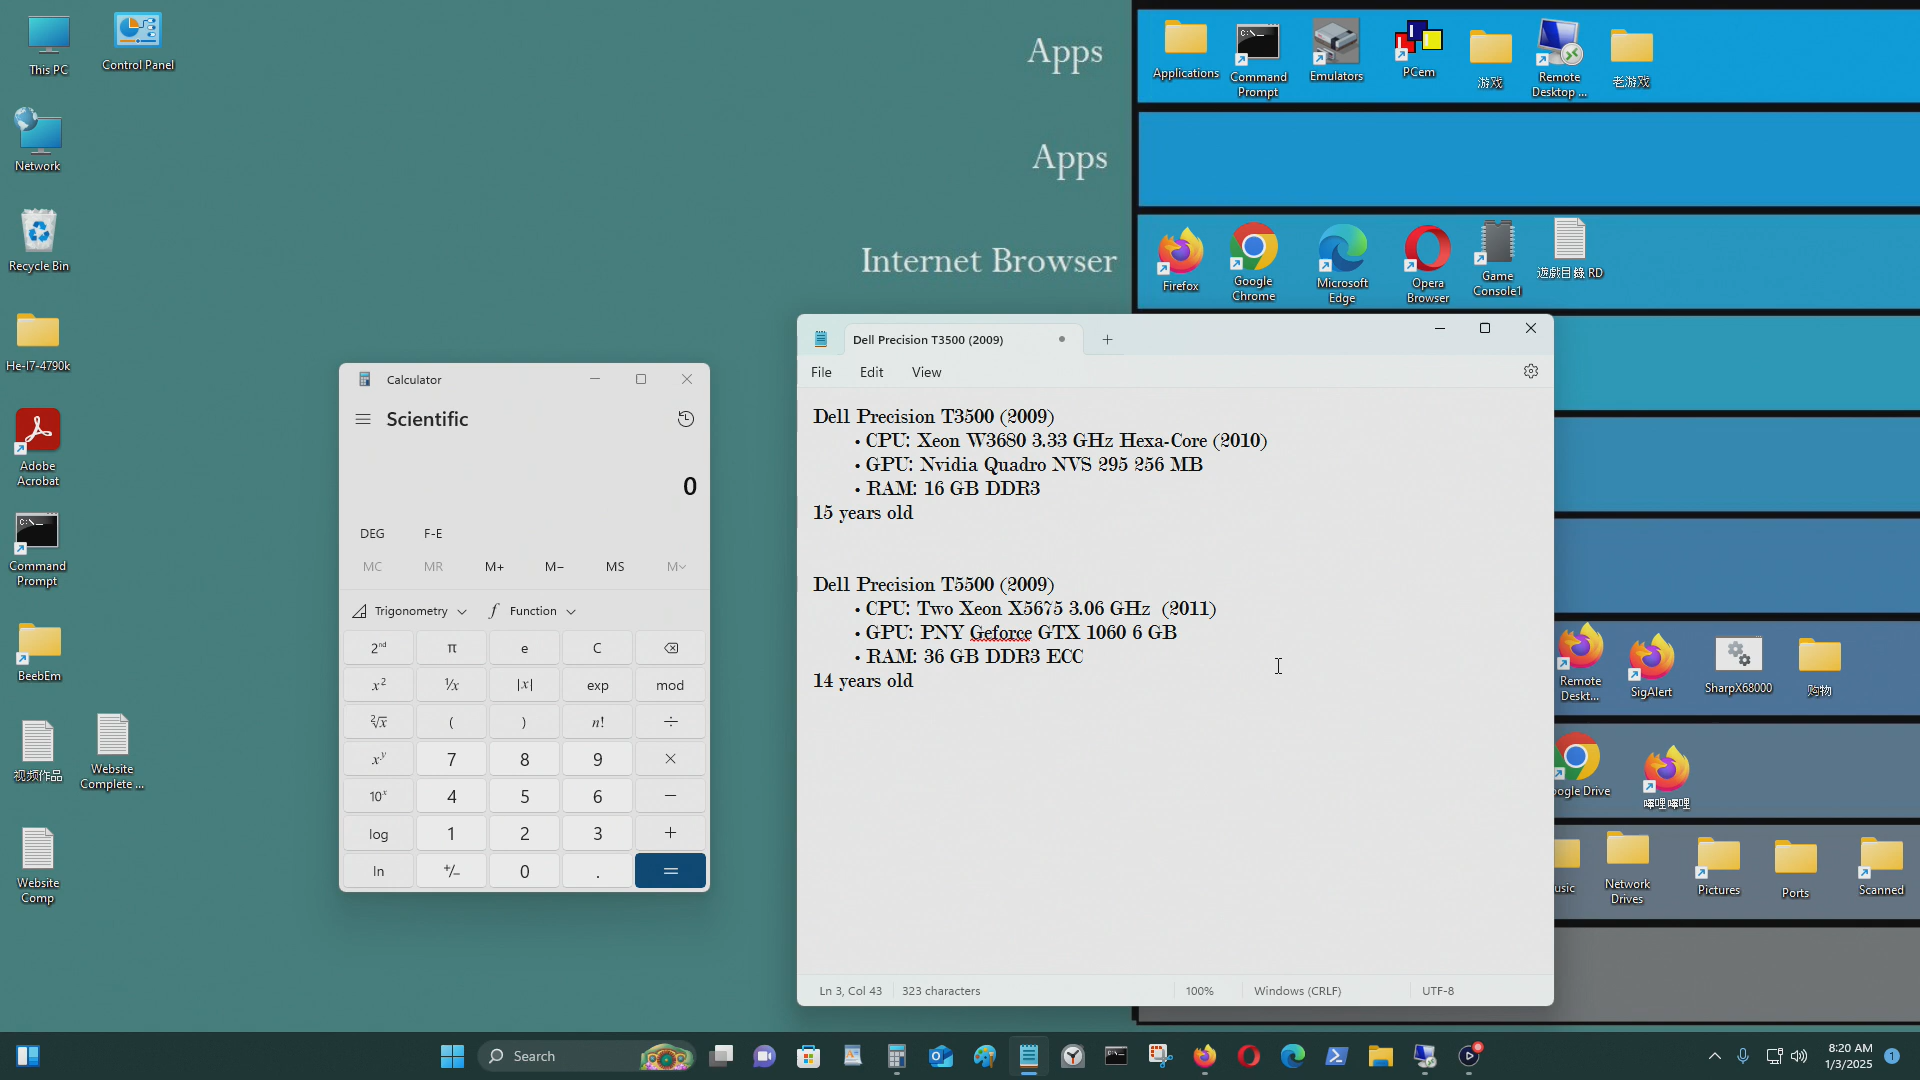 This PC
Control Panel
Network
Recycle Bin
He-I7-4790k
Adobe
Acrobat
Command
Prompt
BeebEm
视频作品
Website
Complete ...
Website
Comp
Apps
Apps
Internet Browser
Applications
Command
Prompt
Emulators
PCem
游戏
Remote
Desktop ...
老游戏
Firefox
Google
Chrome
Microsoft
Edge
Opera
Browser
Game
Console1
遊戲目錄 RD
Calculator
Scientific
0
DEG
F-E
MC
MR
M+
M−
MS
M
Trigonometry
f Function
2nd
π
e
C
x²
¹/x
|x|
exp
mod
²√x
(
)
n!
÷
xʸ
7
8
9
×
10ˣ
4
5
6
−
log
1
2
3
+
ln
+/−
0
.
=
Dell Precision T3500 (2009)
File
Edit
View
Dell Precision T3500 (2009)
• CPU: Xeon W3680 3.33 GHz Hexa-Core (2010)
• GPU: Nvidia Quadro NVS 295 256 MB
• RAM: 16 GB DDR3
15 years old
Dell Precision T5500 (2009)
• CPU: Two Xeon X5675 3.06 GHz  (2011)
• GPU: PNY Geforce GTX 1060 6 GB
• RAM: 36 GB DDR3 ECC
14 years old
Ln 3, Col 43
323 characters
100%
Windows (CRLF)
UTF-8
Remote
Deskt...
SigAlert
SharpX68000
购物
ogle Drive
嗶哩嗶哩
usic
Network
Drives
Pictures
Ports
Scanned
Search
8:20 AM
1/3/2025
1